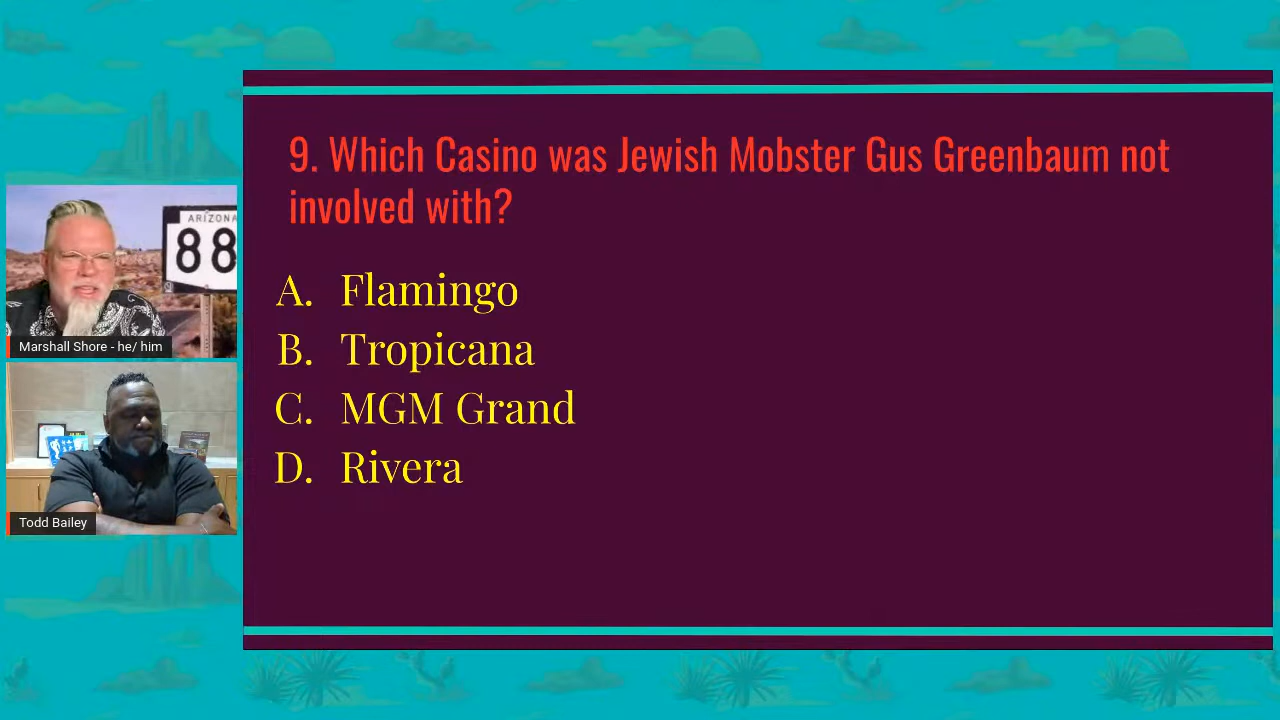 9. Which Casino was Jewish Mobster Gus Greenbaum not
involved with?
A. Flamingo
B. Tropicana
C. MGM Grand
D. Rivera
ARIZONA
88
Marshall Shore - he/ him
Todd Bailey